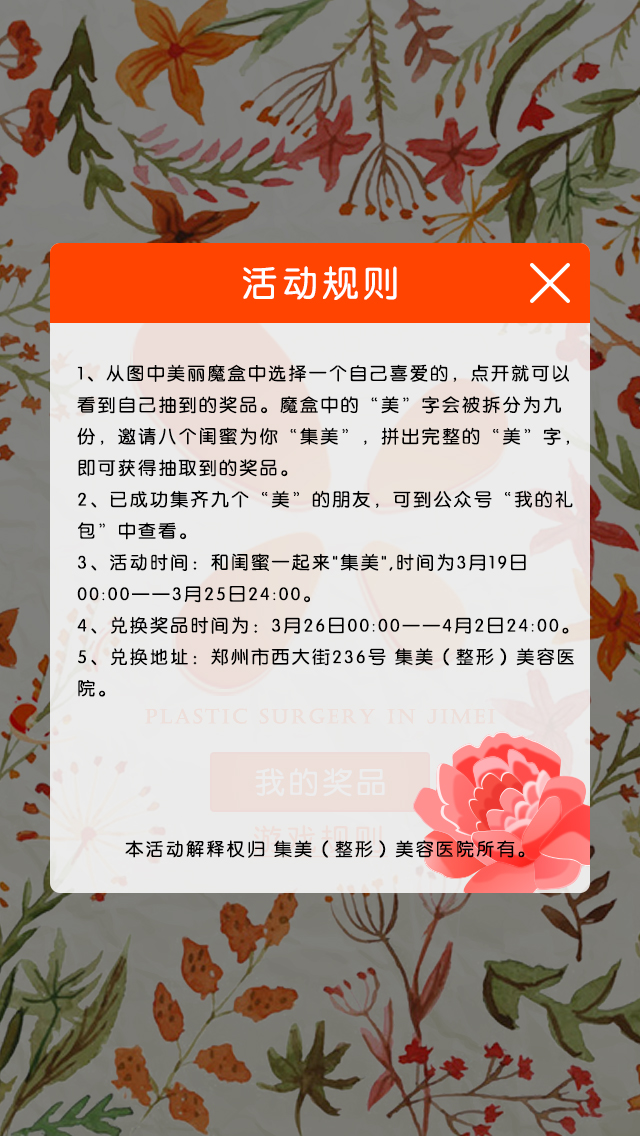 活动规则
1、从图中美丽魔盒中选择一个自己喜爱的，点开就可以
看到自己抽到的奖品。魔盒中的“美”字会被拆分为九
份，邀请八个闺蜜为你“集美”，拼出完整的“美”字，
即可获得抽取到的奖品。
2、已成功集齐九个“美”的朋友，可到公众号“我的礼
包”中查看。
3、活动时间：和闺蜜一起来"集美",时间为3月19日
00:00——3月25日24:00。
4、兑换奖品时间为：3月26日00:00——4月2日24:00。
5、兑换地址：郑州市西大街236号 集美（整形）美容医
院。
PLASTIC SURGERY IN JIMEI
我的奖品
游戏规则
本活动解释权归 集美（整形）美容医院所有。